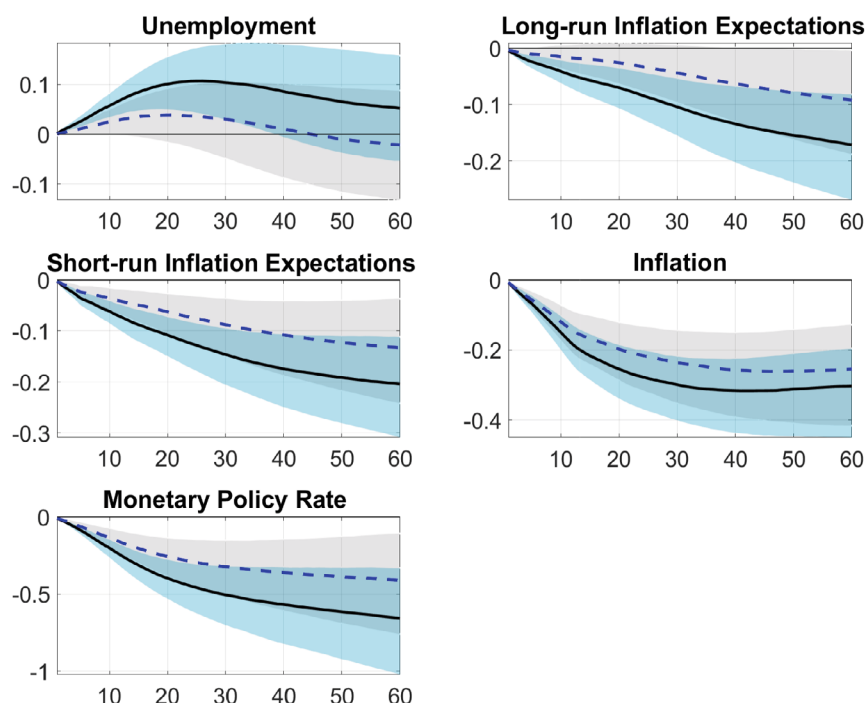 Unemployment
0.1
0
-0.1
10 20 30 40 50 60
Long-run Inflation Expectations
0
-0.1
-0.2
10 20 30 40 50 60
Short-run Inflation Expectations
0
-0.1
-0.2
-0.3
10 20 30 40 50 60
Inflation
0
-0.2
-0.4
10 20 30 40 50 60
Monetary Policy Rate
0
-0.5
-1
10 20 30 40 50 60